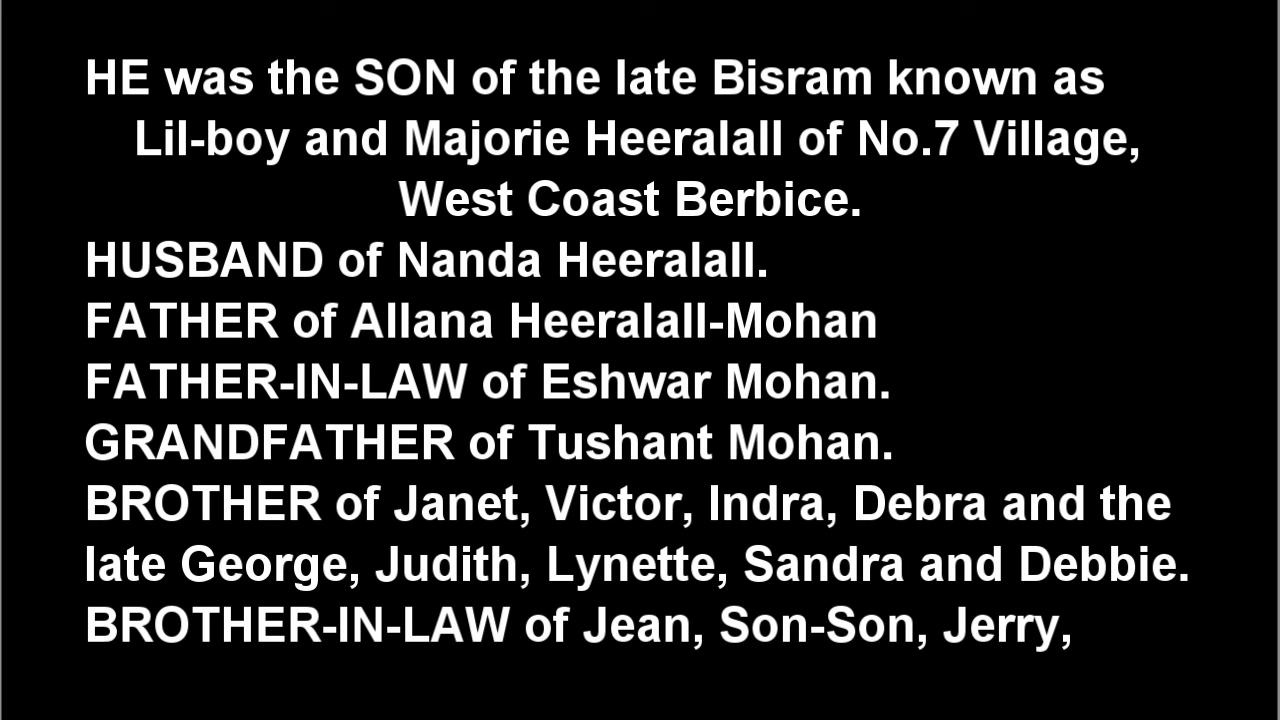 HE was the SON of the late Bisram known as
Lil-boy and Majorie Heeralall of No.7 Village,
West Coast Berbice.
HUSBAND of Nanda Heeralall.
FATHER of Allana Heeralall-Mohan
FATHER-IN-LAW of Eshwar Mohan.
GRANDFATHER of Tushant Mohan.
BROTHER of Janet, Victor, Indra, Debra and the
late George, Judith, Lynette, Sandra and Debbie.
BROTHER-IN-LAW of Jean, Son-Son, Jerry,